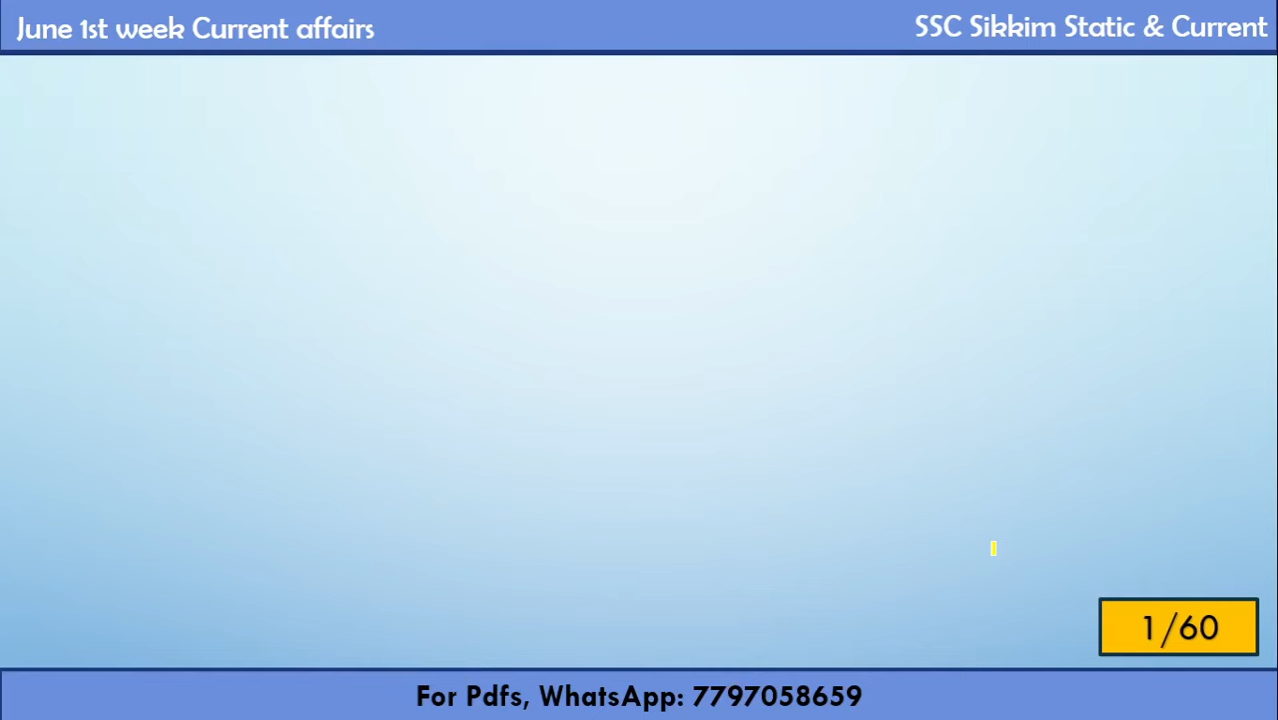 June 1st week Current affairs
SSC Sikkim Static & Current
1/60
For Pdfs, WhatsApp: 7797058659